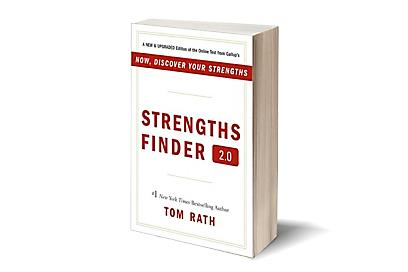 A NEW & UPGRADED Edition of the Online Test from Gallup's
NOW, DISCOVER YOUR STRENGTHS
STRENGTHS
FINDER 2.0
#1 New York Times Bestselling Author
TOM RATH